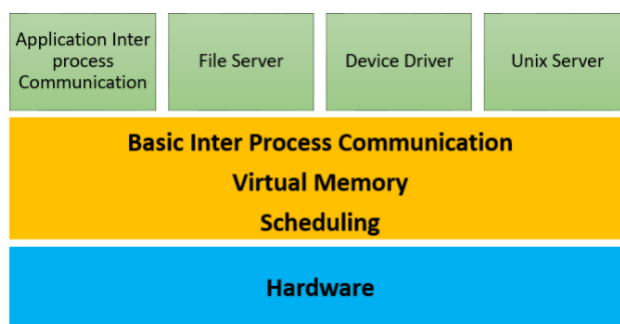 Application Inter
process
Communication
File Server
Device Driver
Unix Server
Basic Inter Process Communication
Virtual Memory
Scheduling
Hardware